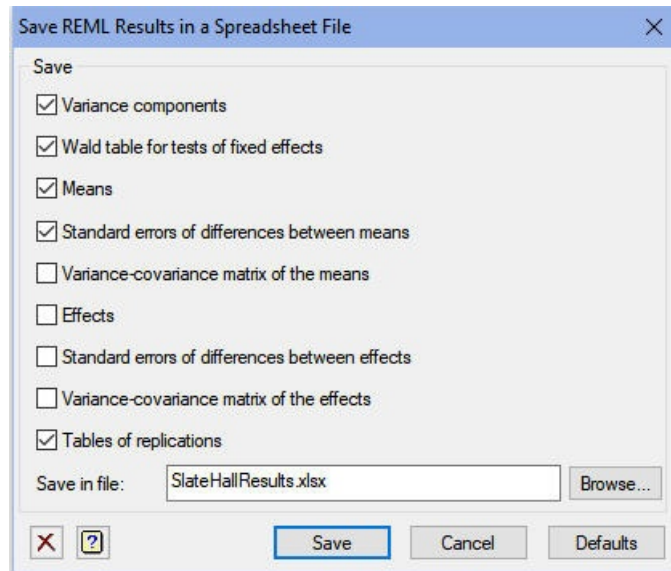 Save REML Results in a Spreadsheet File
Save
Variance components
Wald table for tests of fixed effects
Means
Standard errors of differences between means
Variance-covariance matrix of the means
Effects
Standard errors of differences between effects
Variance-covariance matrix of the effects
Tables of replications
Save in file: SlateHallResults.xlsx Browse...
? Save Cancel Defaults